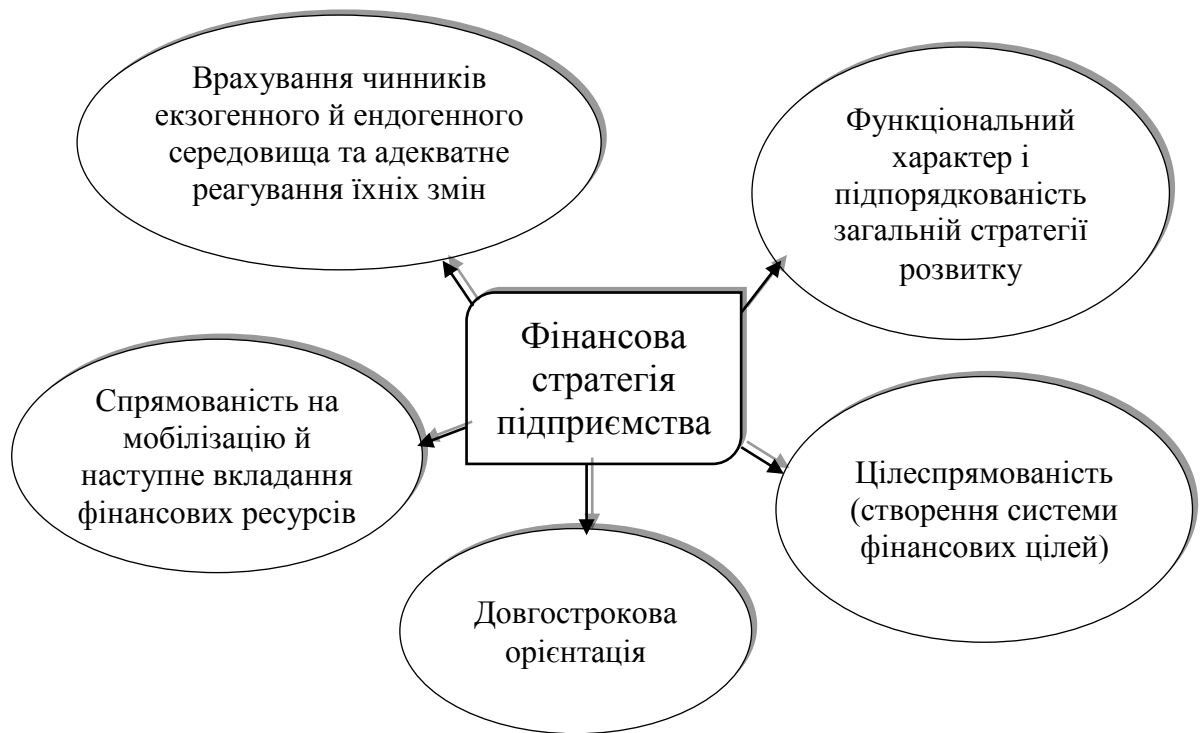 Врахування чинників
екзогенного й ендогенного
середовища та адекватне
реагування їхніх змін
Функціональний
характер і
підпорядкованість
загальній стратегії
розвитку
Фінансова
стратегія
підприємства
Спрямованість на
мобілізацію й
наступне вкладання
фінансових ресурсів
Цілеспрямованість
(створення системи
фінансових цілей)
Довгострокова
орієнтація